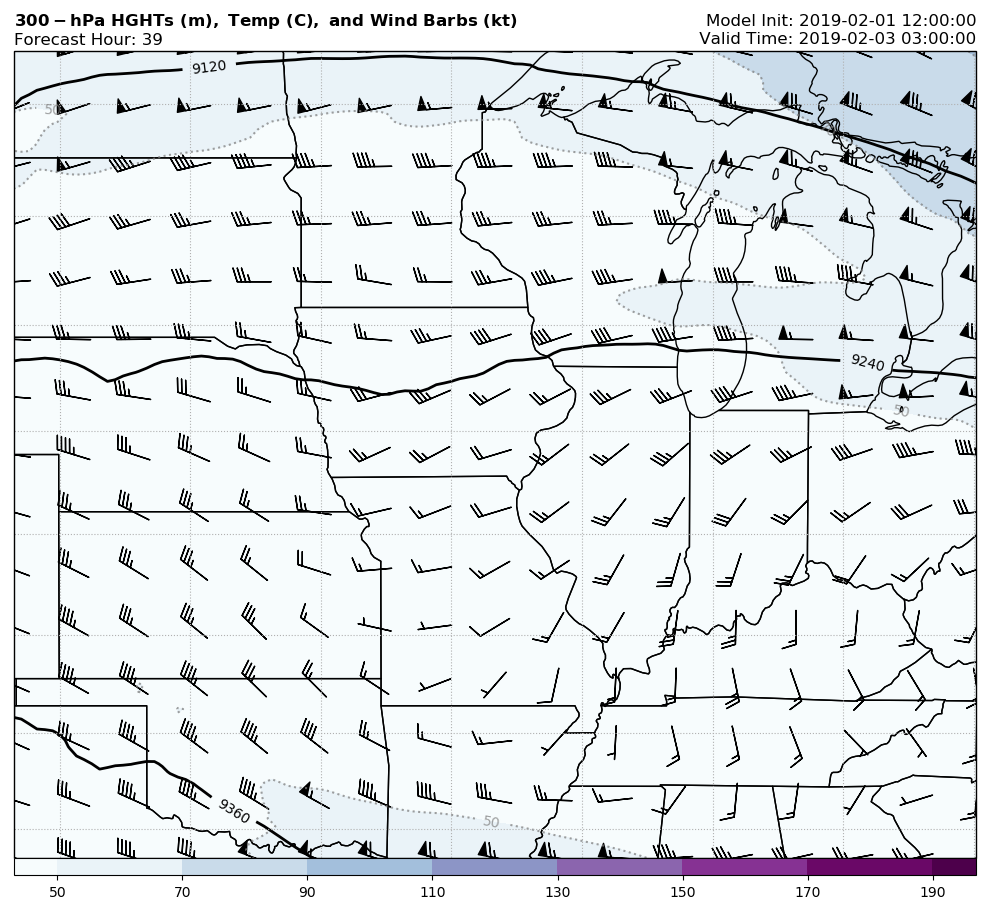 300-hPa HGHTs (m), Temp (C), and Wind Barbs (kt)
Model Init: 2019-02-01 12:00:00
Forecast Hour: 39
Valid Time: 2019-02-03 03:00:00
9120
50
9240
50
9360
50
50 70 90 110 130 150 170 190